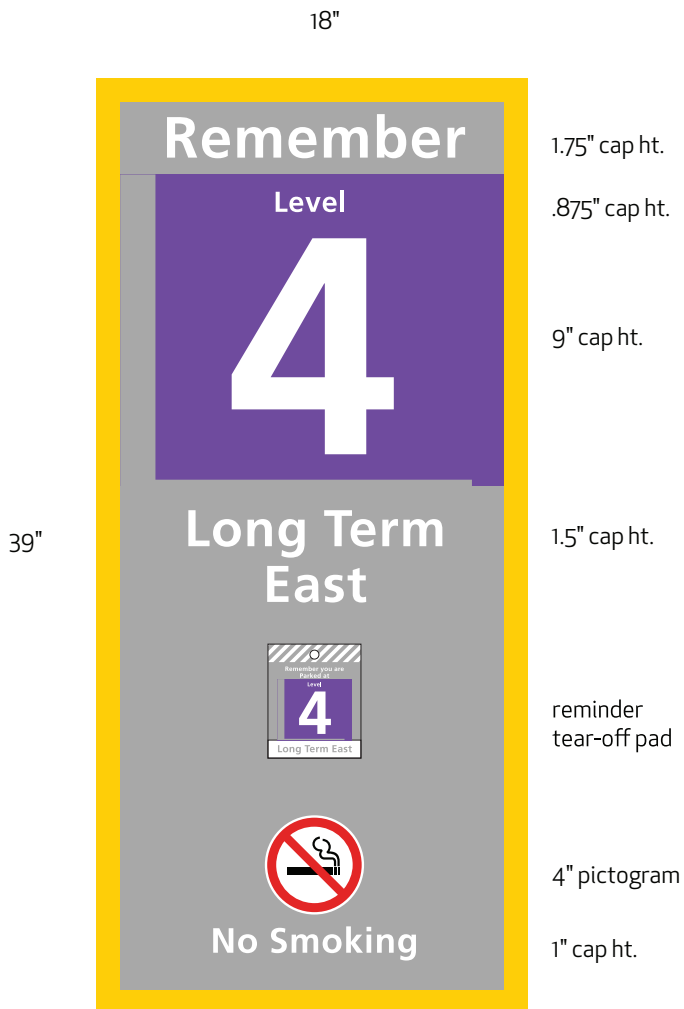 18"
Remember
1.75" cap ht.
Level
.875" cap ht.
4
9" cap ht.
39"
Long Term
East
1.5" cap ht.
Remember you are
Parked at
Level
4
Long Term East
reminder
tear-off pad
4" pictogram
No Smoking
1" cap ht.